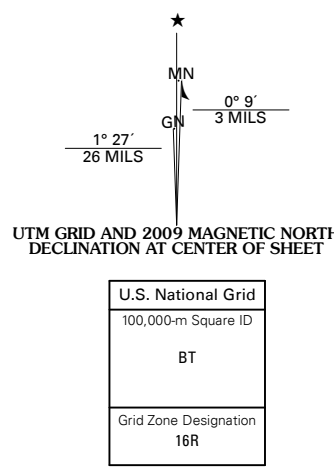 ★
MN
0° 9´
3 MILS
GN
1° 27´
26 MILS
UTM GRID AND 2009 MAGNETIC NORTH
DECLINATION AT CENTER OF SHEET
U.S. National Grid
100,000-m Square ID
BT
Grid Zone Designation
16R